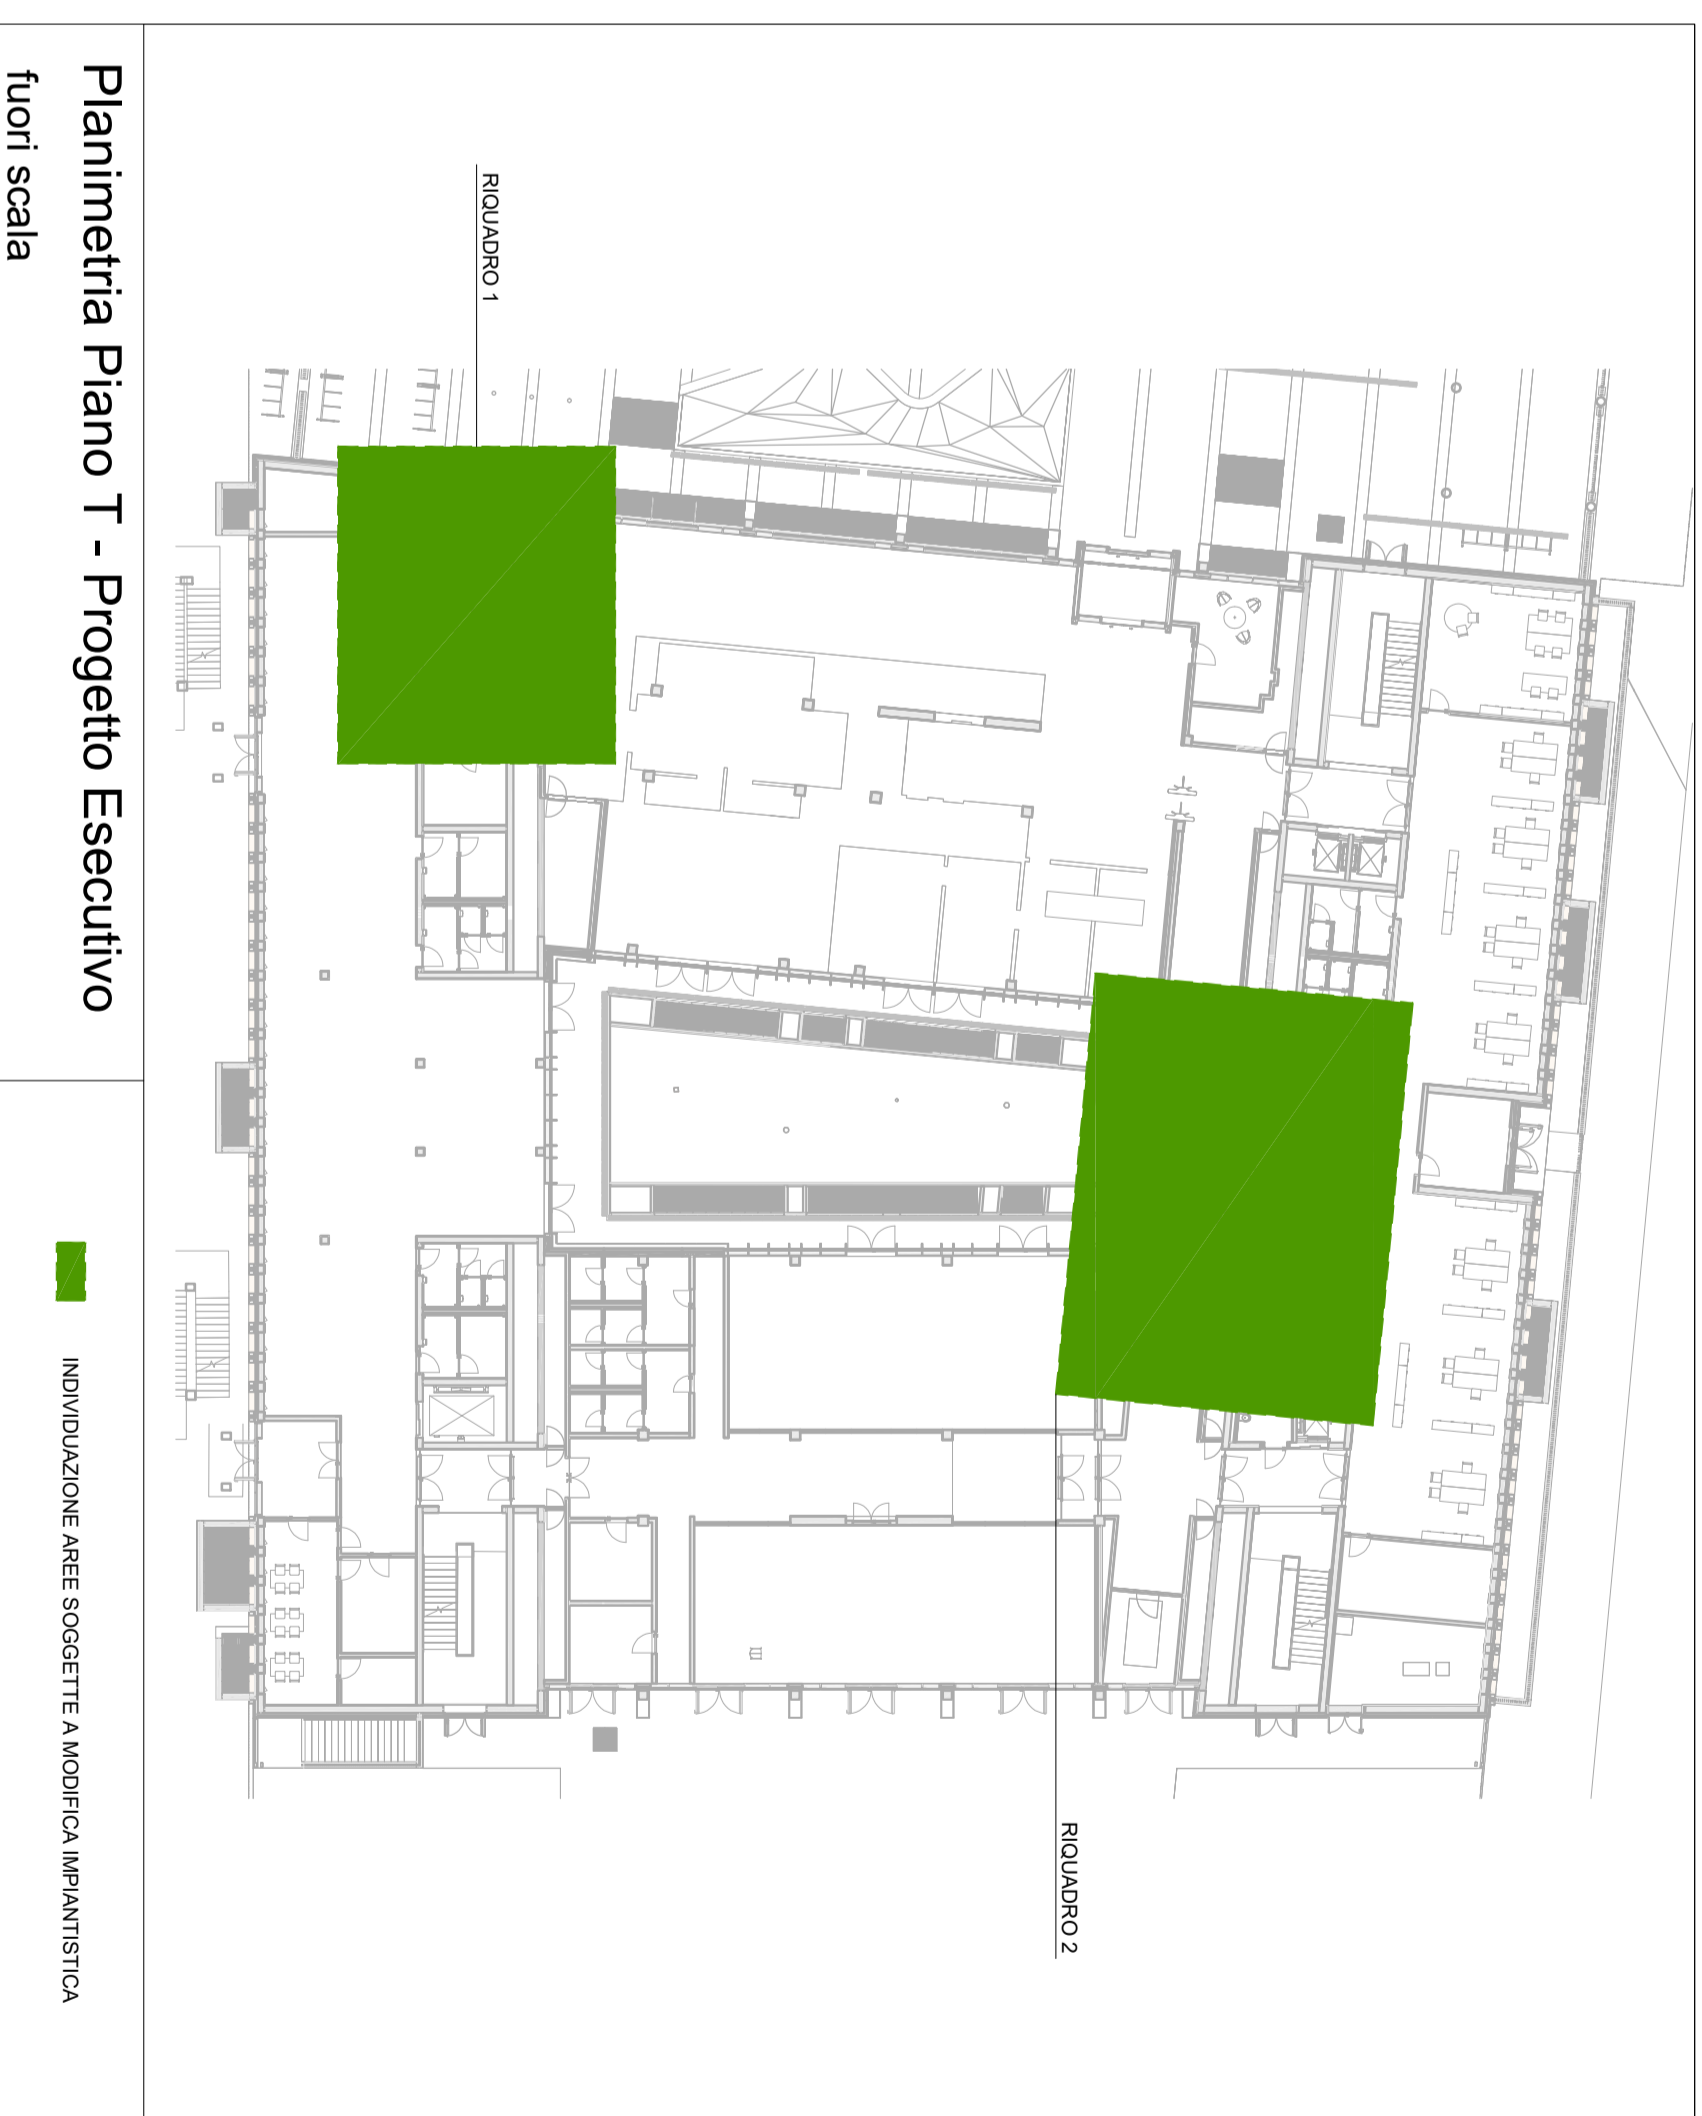 RIQUADRO 1
RIQUADRO 2
Planimetria Piano T - Progetto Esecutivo
fuori scala
INDIVIDUAZIONE AREE SOGGETTE A MODIFICA IMPIANTISTICA